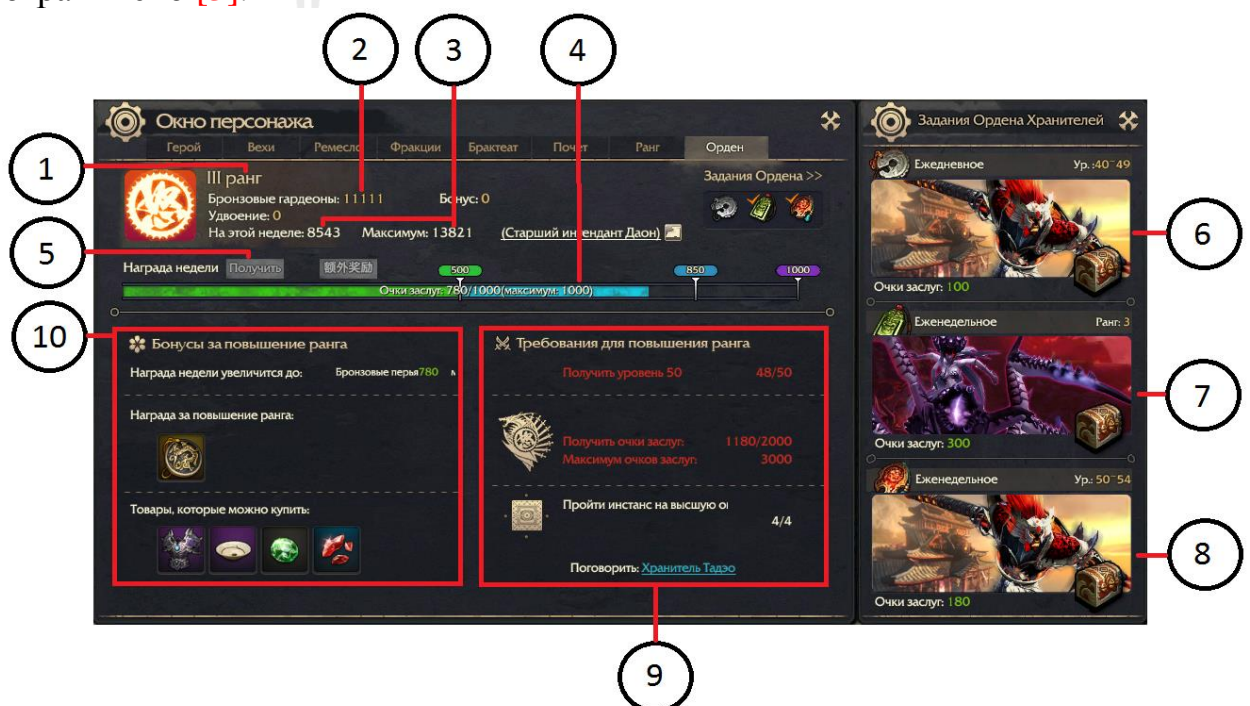 [5].
2 3 4
Окно персонажа
Герой Вехи Ремесло Фракции Брактеат Почет Ранг Орден
1
III ранг
Задания Ордена >>
Бронзовые гардеоны: 11111 Бонус: 0
Удвоение: 0
На этой неделе: 8543 Максимум: 13821 (Старший интендант Даон)
5
Награда недели Получить 额外奖励
500 850 1000
Очки заслуг: 780/1000(максимум: 1000)
10
Бонусы за повышение ранга
Награда недели увеличится до: Бронзовые перья780
Награда за повышение ранга:
Товары, которые можно купить:
Требования для повышения ранга
Получить уровень 50 48/50
Получить очки заслуг: 1180/2000
Максимум очков заслуг: 3000
Пройти инстанс на высшую
4/4
Поговорить: Хранитель Тадэо
9
Задания Ордена Хранителей
Ежедневное Ур.:40~49
6
Очки заслуг: 100
Еженедельное Ранг: 3
7
Очки заслуг: 300
Еженедельное Ур.: 50~54
8
Очки заслуг: 180